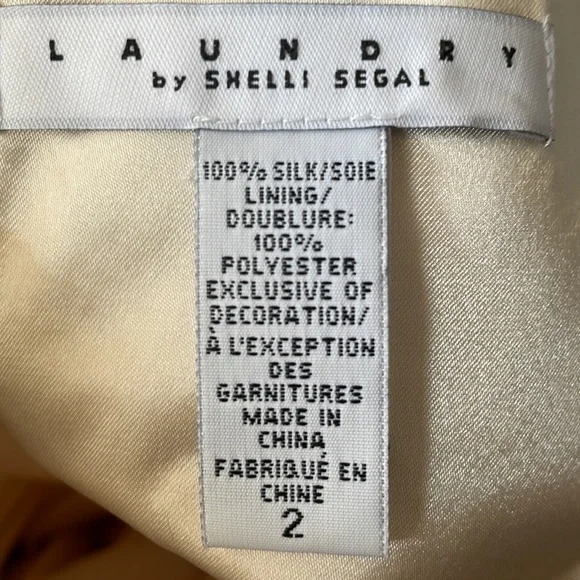 LAUNDRY
by SHELLI SEGAL
100% SILK/SOIE
LINING/
DOUBLURE:
100%
POLYESTER
EXCLUSIVE OF
DECORATION/
À L'EXCEPTION
DES
GARNITURES
MADE IN
CHINA
FABRIQUÉ EN
CHINE
2